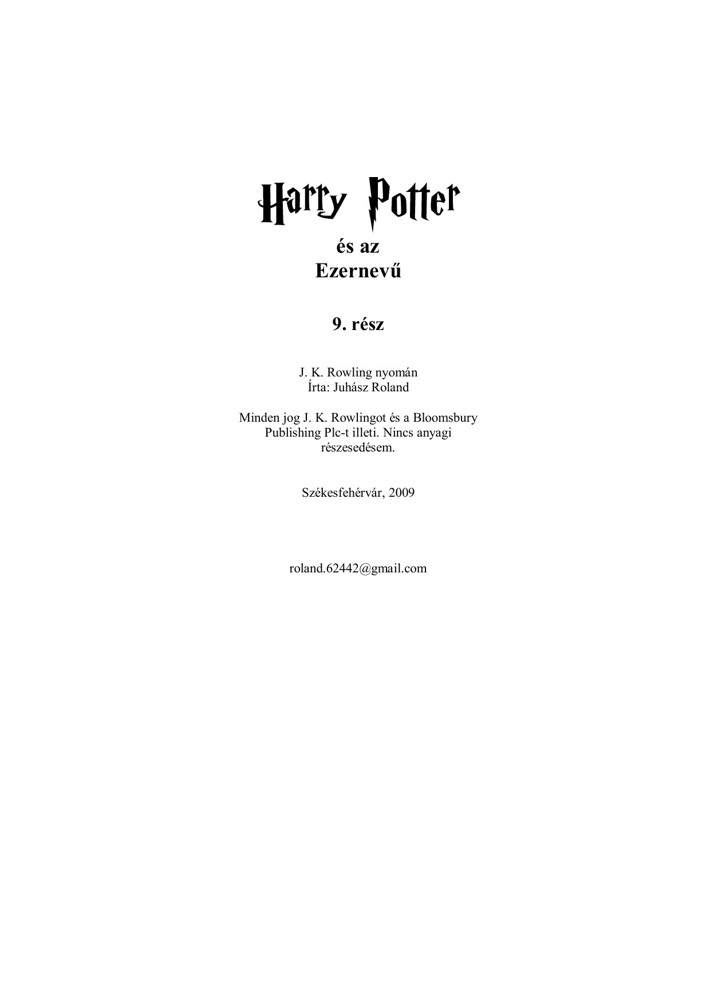 Harry Potter
és az
Ezernevű
9. rész
J. K. Rowling nyomán
Írta: Juhász Roland
Minden jog J. K. Rowlingot és a Bloomsbury
Publishing Plc-t illeti. Nincs anyagi
részesedésem.
Székesfehérvár, 2009
roland.62442@gmail.com